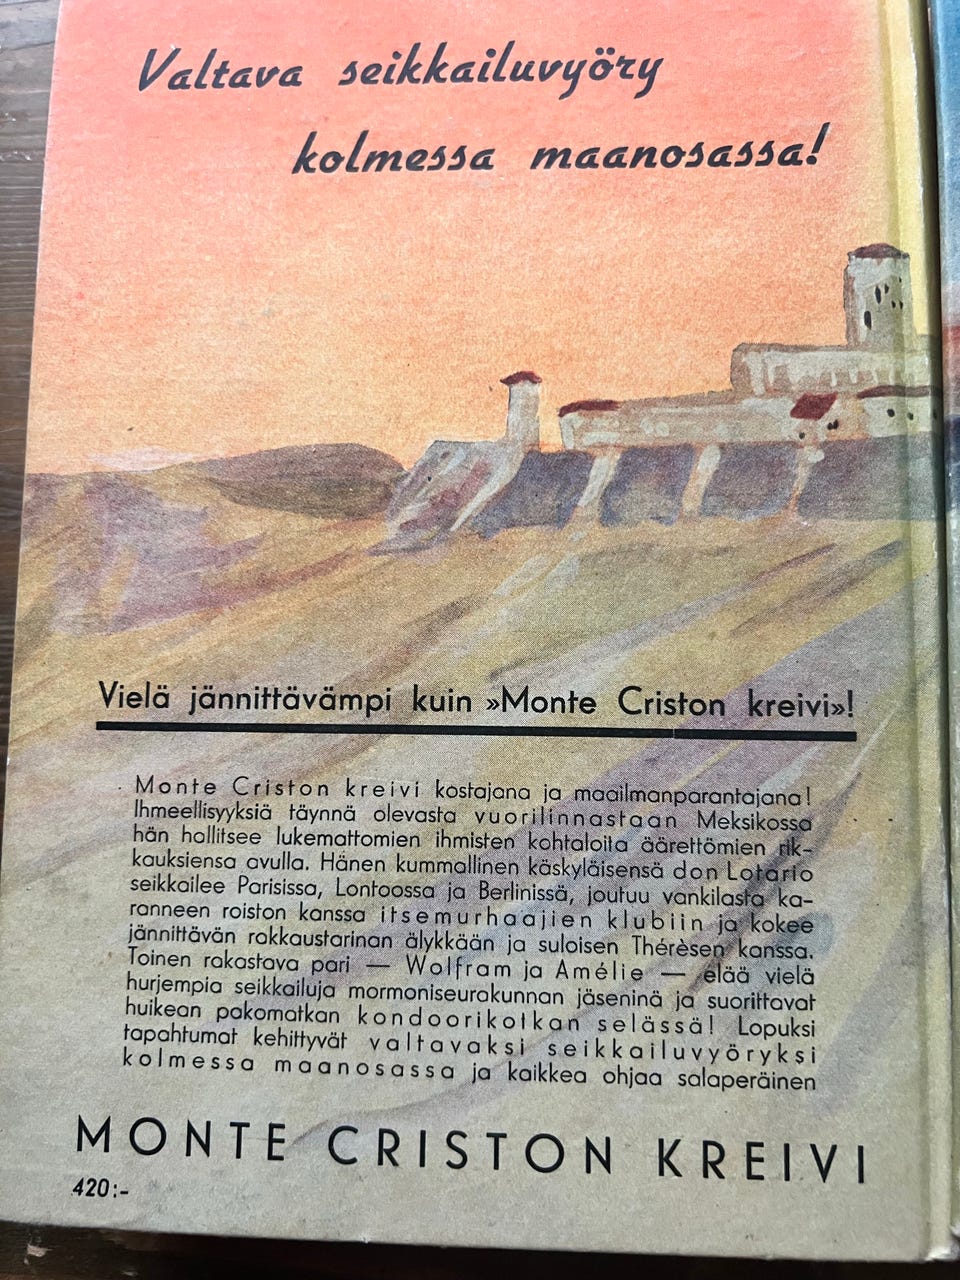 Valtava seikkailuvyöry
kolmessa maanosassa!
Vielä jännittävämpi kuin »Monte Criston kreivi»!
Monte Criston kreivi kostajana ja maailmanparantajana!
Ihmeellisyyksiä täynnä olevasta vuorilinnastaan Meksikossa
hän hallitsee lukemattomien ihmisten kohtaloita äärettömien rik-
kauksiensa avulla. Hänen kummallinen käskyläisensä don Lotario
seikkailee Parisissa, Lontoossa ja Berlinissä, joutuu vankilasta ka-
ranneen roiston kanssa itsemurhaajien klubiin ja kokee
jännittävän rakkaustarinan älykkään ja suloisen Thérèsen kanssa.
Toinen rakastava pari — Wolfram ja Amélie — elää vielä
hurjempia seikkailuja mormoniseurakunnan jäseninä ja suorittavat
huikean pakomatkan kondoorikotkan selässä! Lopuksi
tapahtumat kehittyvät valtavaksi seikkailuvyöryksi
kolmessa maanosassa ja kaikkea ohjaa salaperäinen
MONTE CRISTON KREIVI
420:-